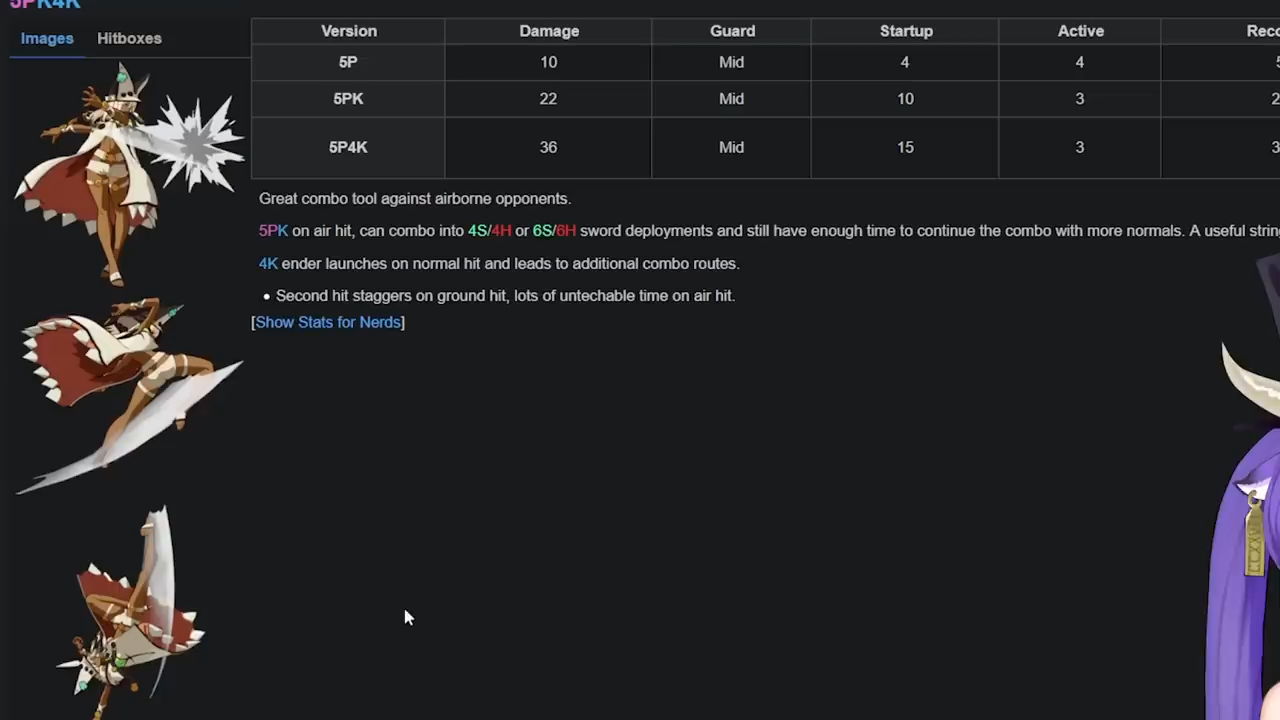 5PK4K
Images Hitboxes
Version Damage Guard Startup Active
5P 10 Mid 4 4
5PK 22 Mid 10 3
5P4K 36 Mid 15 3
Great combo tool against airborne opponents.
5PK on air hit, can combo into 4S/4H or 6S/6H sword deployments and still have enough time to continue the combo with more normals. A useful
4K ender launches on normal hit and leads to additional combo routes.
• Second hit staggers on ground hit, lots of untechable time on air hit.
[Show Stats for Nerds]